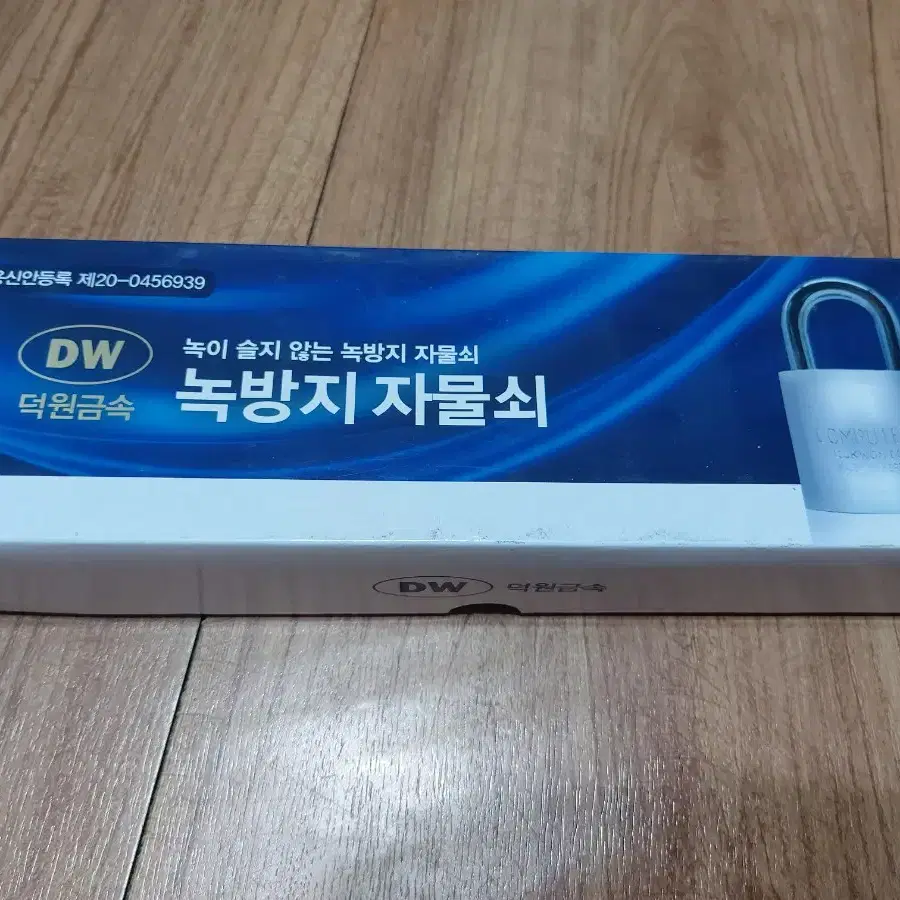 용신안등록 제20-0456939
DW
덕원금속
녹이 슬지 않는 녹방지 자물쇠
녹방지 자물쇠
DW 덕원금속